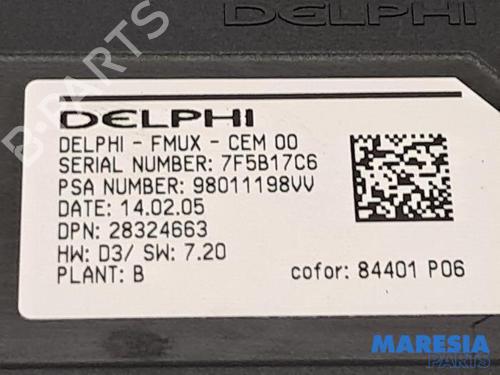 DELPHI
B-PARTS
DELPHI
DELPHI - FMUX - CEM 00
SERIAL NUMBER: 7F5B17C6
PSA NUMBER: 98011198VV
DATE: 14.02.05
DPN: 28324663
HW: D3/ SW: 7.20
PLANT: B
cofor: 84401 P06
MARESIA
PARTS